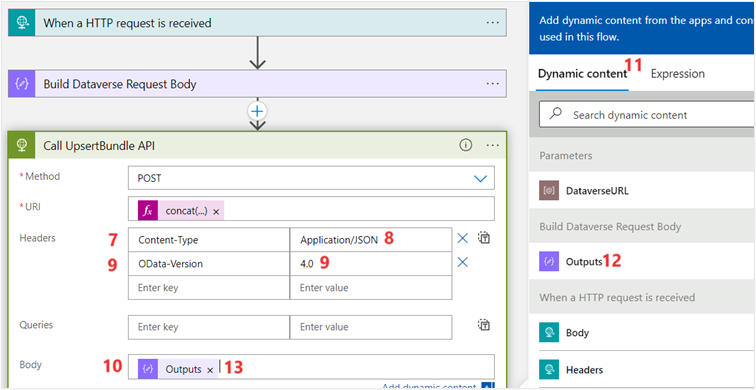 When a HTTP request is received
Build Dataverse Request Body
Call UpsertBundle API
* Method
POST
* URI
fx concat(...) ×
Headers
7 Content-Type Application/JSON 8
9 OData-Version 4.0 9
Enter key Enter value
Queries
Enter key Enter value
Body 10 Outputs × 13
Add dynamic content
Add dynamic content from the apps and con
used in this flow.
Dynamic content 11 Expression
Search dynamic content
Parameters
[@] DataverseURL
Build Dataverse Request Body
Outputs 12
When a HTTP request is received
Body
Headers